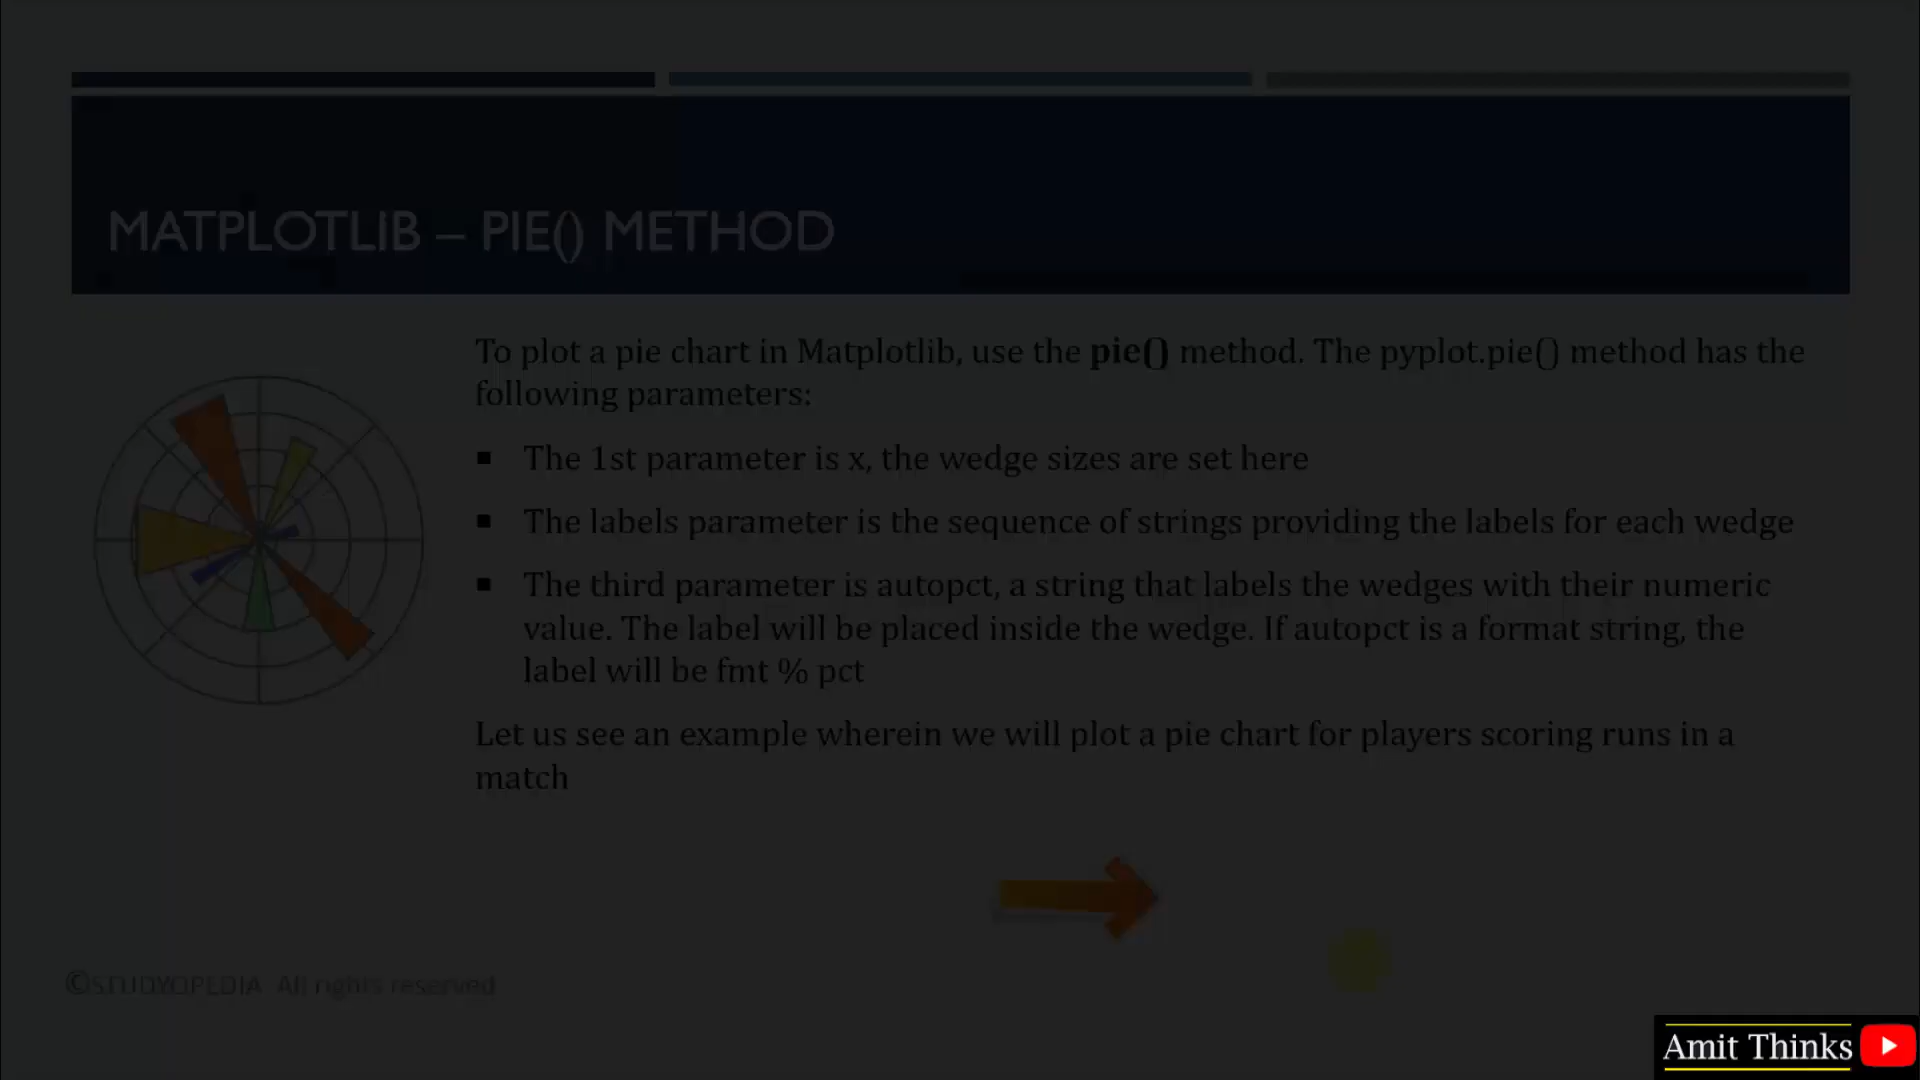 MATPLOTLIB – PIE() METHOD
To plot a pie chart in Matplotlib, use the pie() method. The pyplot.pie() method has the
following parameters:
▪ The 1st parameter is x, the wedge sizes are set here
▪ The labels parameter is the sequence of strings providing the labels for each wedge
▪ The third parameter is autopct, a string that labels the wedges with their numeric
value. The label will be placed inside the wedge. If autopct is a format string, the
label will be fmt % pct
Let us see an example wherein we will plot a pie chart for players scoring runs in a
match
©STUDYOPEDIA All rights reserved
Amit Thinks